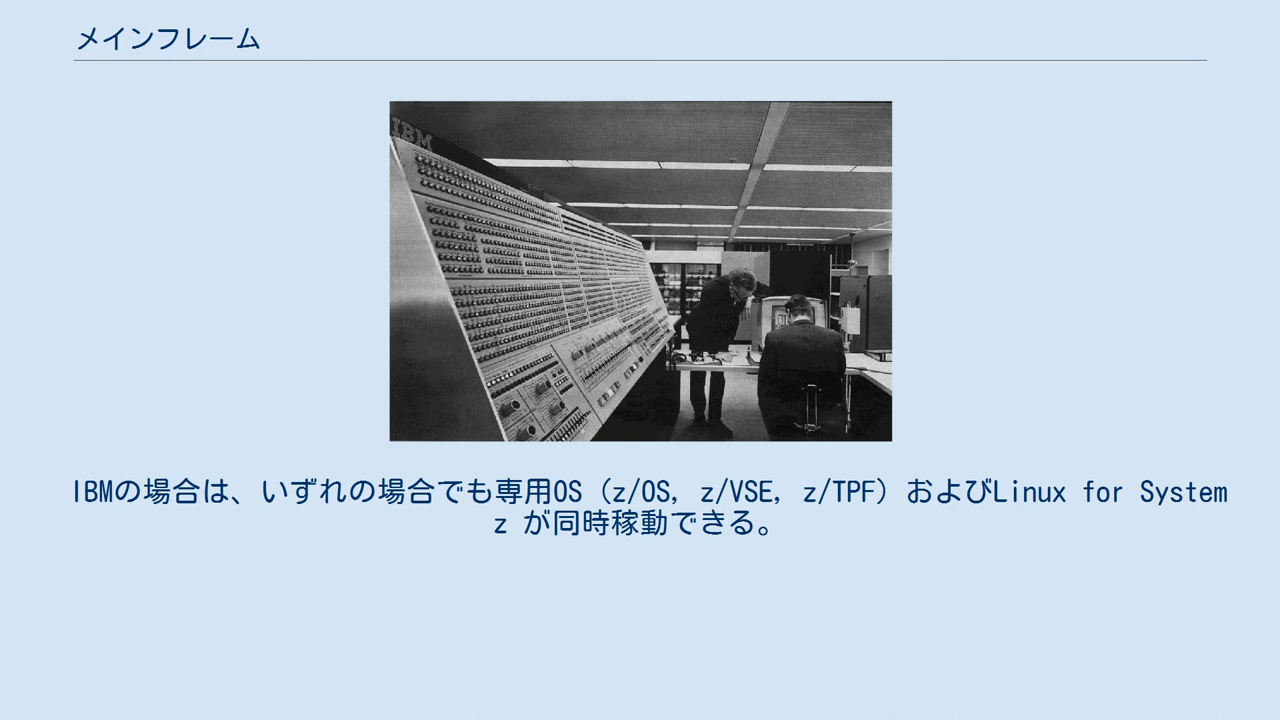 メインフレーム
IBM
IBMの場合は、いずれの場合でも専用OS（z/OS, z/VSE, z/TPF）およびLinux for System
z が同時稼動できる。